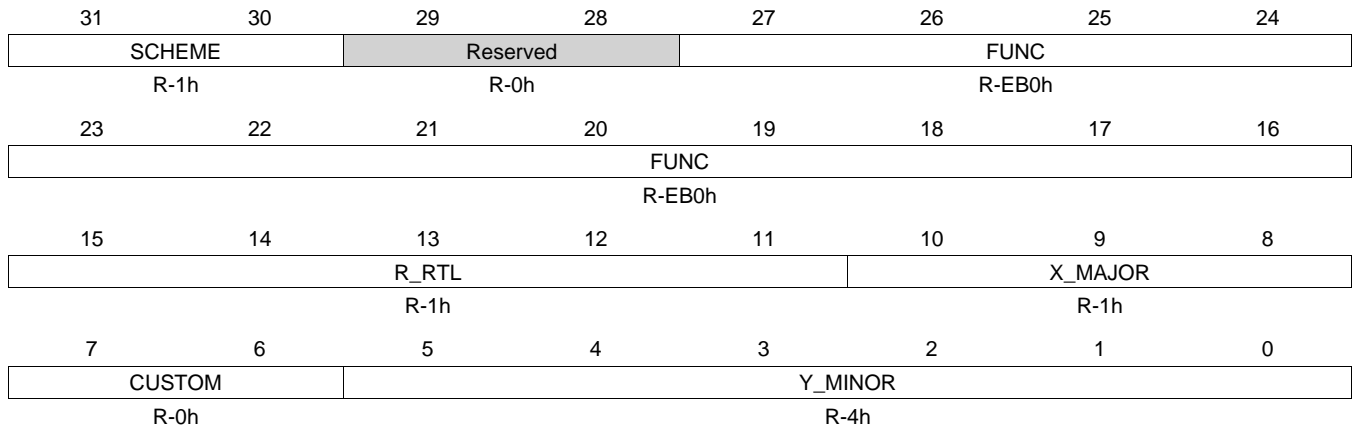 31 30 29 28 27 26 25 24
SCHEME Reserved FUNC
R-1h R-0h R-EB0h
23 22 21 20 19 18 17 16
FUNC
R-EB0h
15 14 13 12 11 10 9 8
R_RTL X_MAJOR
R-1h R-1h
7 6 5 4 3 2 1 0
CUSTOM Y_MINOR
R-0h R-4h